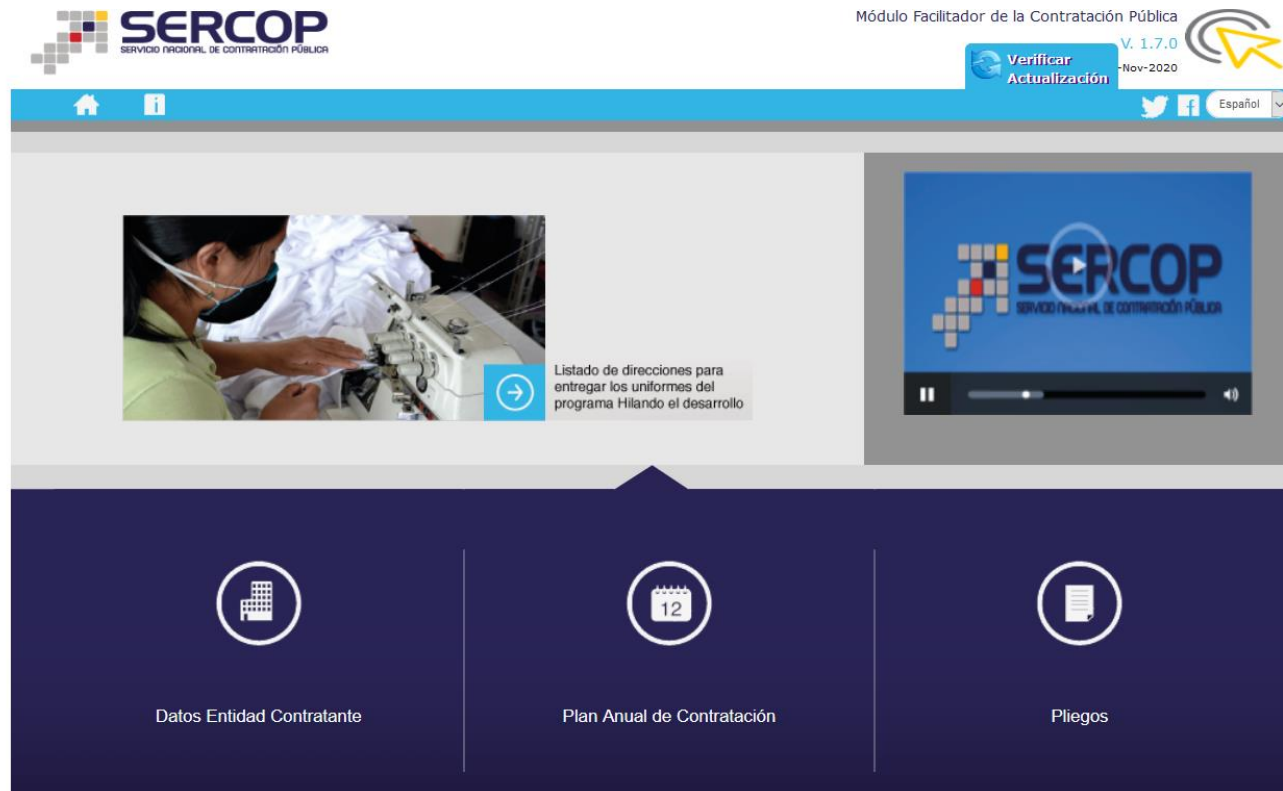 SERCOP
SERVICIO NACIONAL DE CONTRATACIÓN PÚBLICA
Módulo Facilitador de la Contratación Pública
V. 1.7.0
-Nov-2020
Verificar
Actualización
i
f
Español
Listado de direcciones para
entregar los uniformes del
programa Hilando el desarrollo
SERCOP
SERVICIO NACIONAL DE CONTRATACIÓN PÚBLICA
12
Datos Entidad Contratante
Plan Anual de Contratación
Pliegos